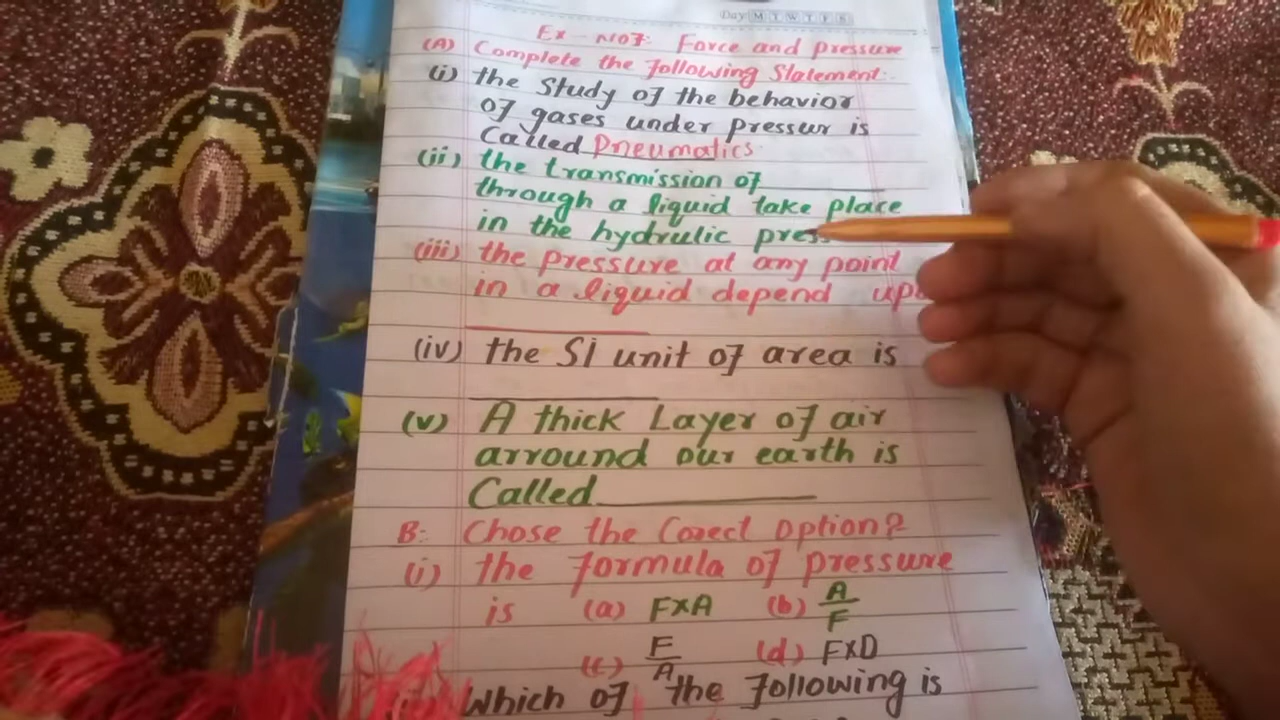 Day M T W T F S
Ex - NO7: Force and pressure
(A) Complete the following Statement:-
(i) the Study of the behavior
of gases under pressur is
Called Pneumatics
(ii) the transmission of
through a liquid take place
in the hydrulic press
(iii) the pressure at any point
in a liquid depend
(iv) the SI unit of area is
(v) A thick Layer of air
arround our earth is
Called
B:- Chose the Corect option?
(i) the formula of pressure
is (a) F×A (b) A/F
(c) F/A (d) F×D
Which of the following is